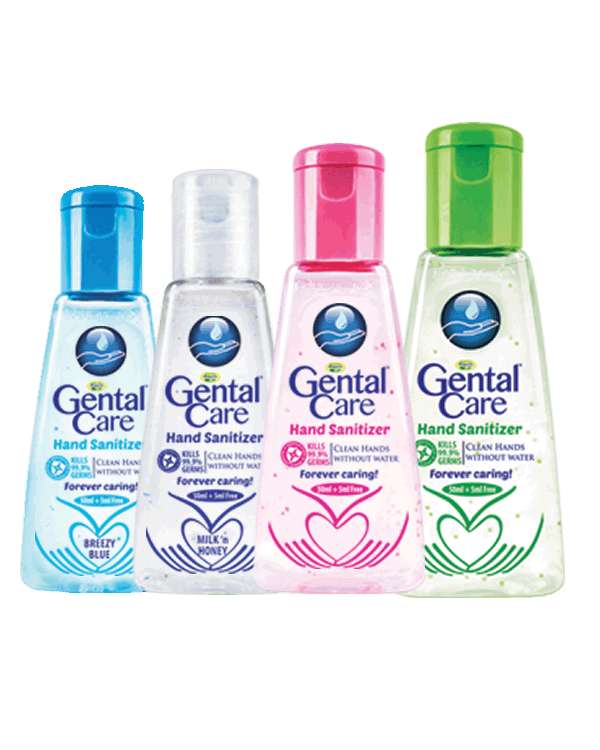 Gental
Care
Hand Sanitizer
KILLS
99.9%
GERMS
CLEAN HAND
WITHOUT W
Forever caring!
50ml + 5ml Free
BREEZY
BLUE
Gental
Care
Hand Sanitizer
KILLS
99.9%
GERMS
CLEAN HANDS
WITHOUT WAT
Forever caring!
50ml + 5ml Free
MILK 'n
HONEY
Gental
Care
Hand Sanitizer
KILLS
99.9%
GERMS
CLEAN HANDS
WITHOUT WATER
Forever caring!
50ml + 5ml Free
Gental
Care
Hand Sanitizer
KILLS
99.9%
GERMS
CLEAN HANDS
WITHOUT WATER
Forever caring!
50ml + 5ml Free